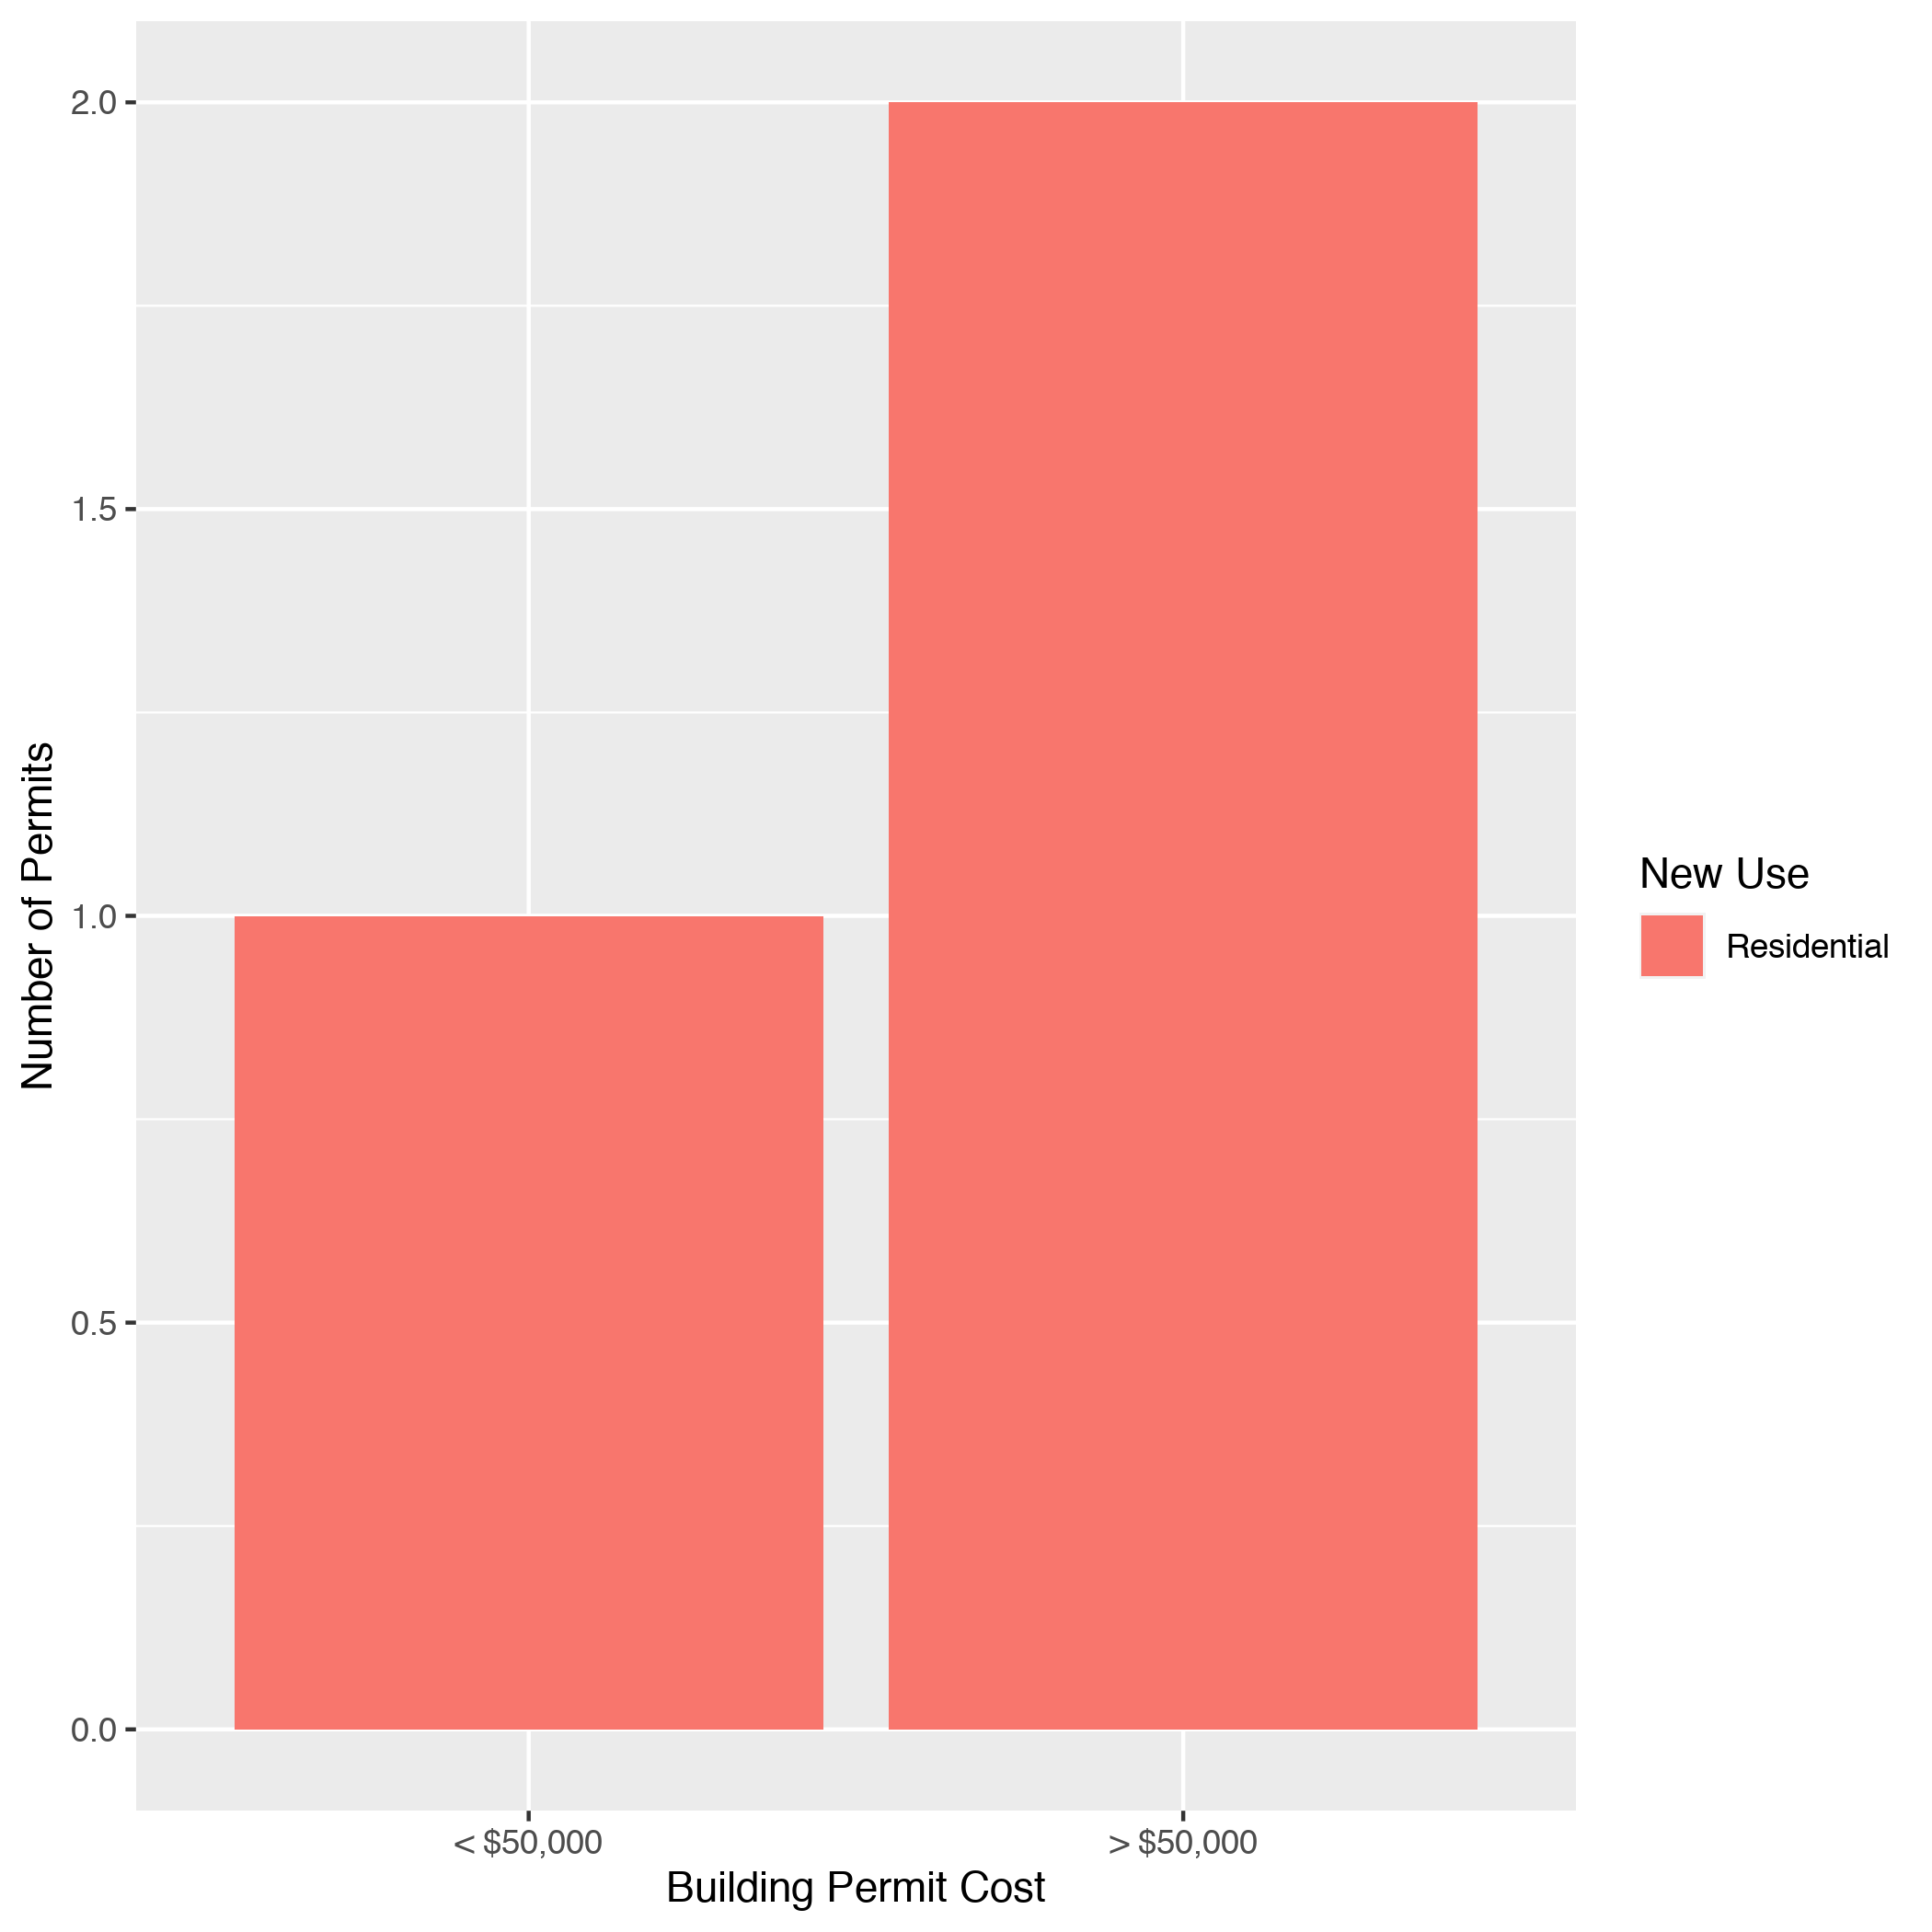 2.0
1.5
1.0
0.5
0.0
Number of Permits
< $50,000
> $50,000
Building Permit Cost
New Use
Residential